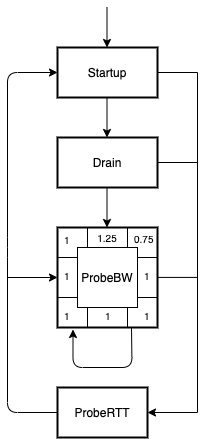 Startup
Drain
1 1.25 0.75
1 ProbeBW 1
1 1 1
ProbeRTT